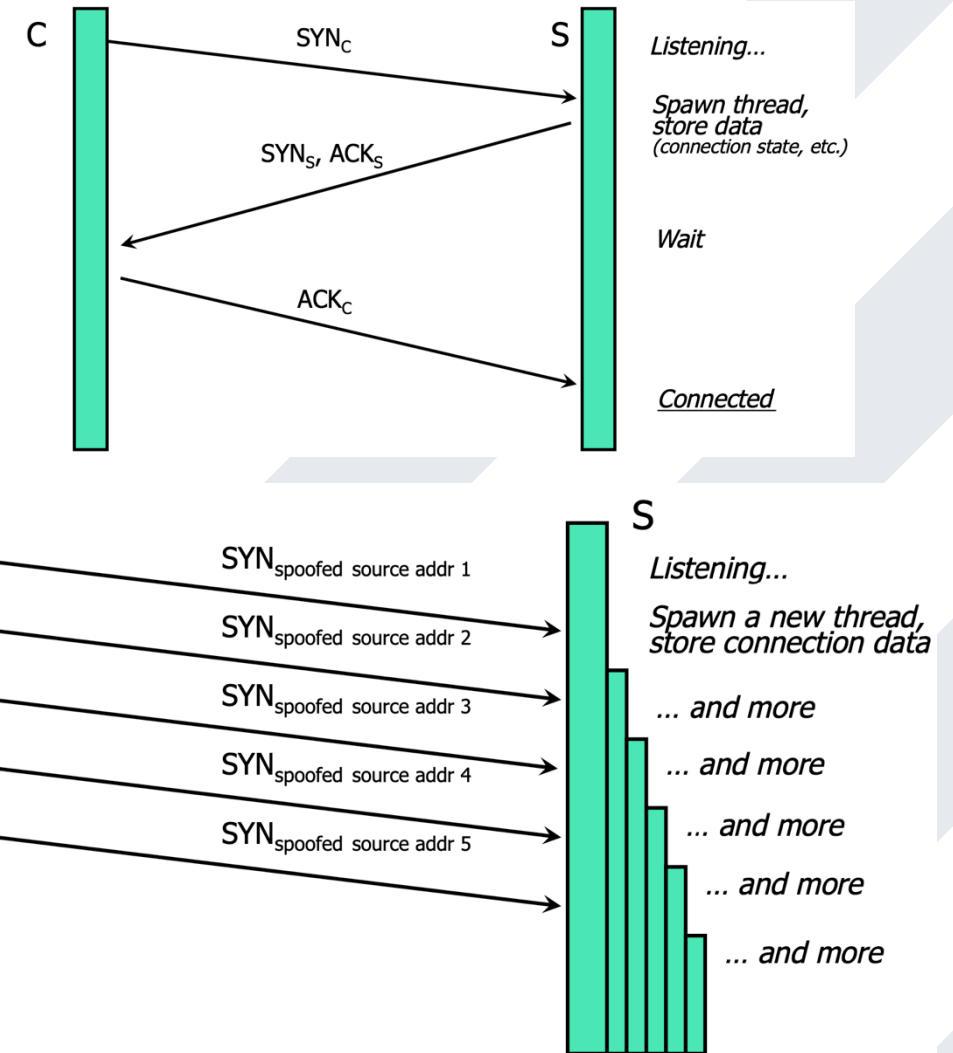 C
S
SYNC
Listening...
Spawn thread,
store data
(connection state, etc.)
SYNS, ACKS
Wait
ACKC
Connected
S
SYNspoofed source addr 1
Listening...
Spawn a new thread,
store connection data
SYNspoofed source addr 2
SYNspoofed source addr 3
... and more
SYNspoofed source addr 4
... and more
SYNspoofed source addr 5
... and more
... and more
... and more